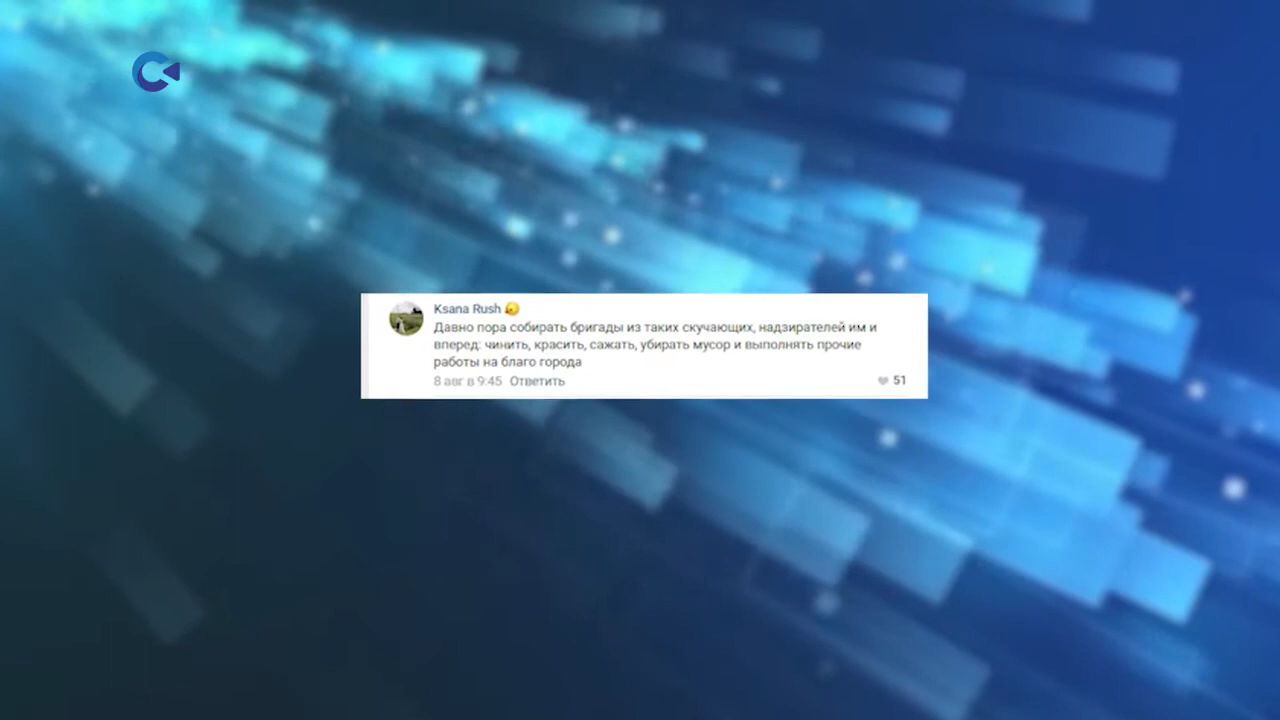 Ksana Rush
Давно пора собирать бригады из таких скучающих, надзирателей им и
вперед: чинить, красить, сажать, убирать мусор и выполнять прочие
работы на благо города
8 авг в 9:45 Ответить
51